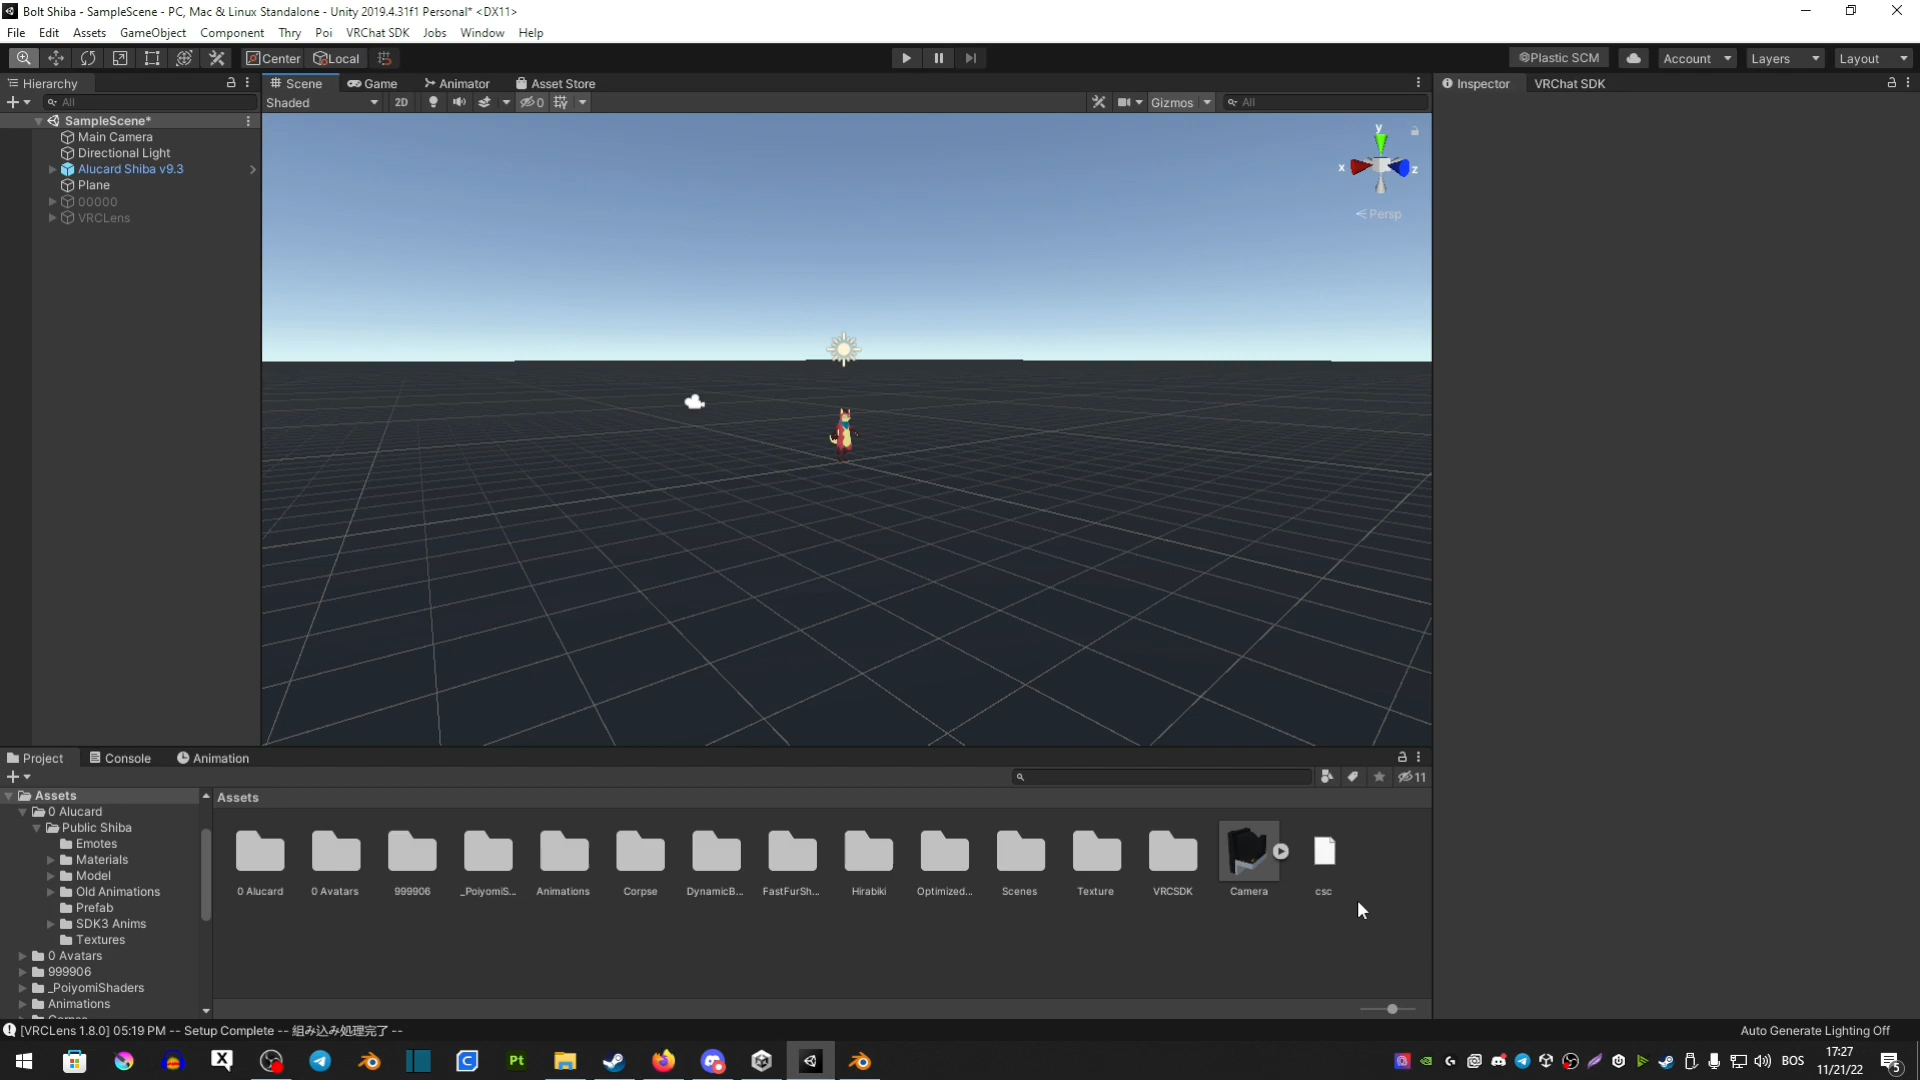 Bolt Shiba - SampleScene - PC, Mac & Linux Standalone - Unity 2019.4.31f1 Personal* <DX11>
File Edit Assets GameObject Component Thry Poi VRChat SDK Jobs Window Help
Center Local Plastic SCM Account Layers Layout
Hierarchy Scene Game Animator Asset Store Inspector VRChat SDK
All Shaded 2D 0 Gizmos All
SampleScene*
Main Camera
Directional Light
Alucard Shiba v9.3
Plane
00000
VRCLens
y
x z
Persp
Project Console Animation
11
Assets
0 Alucard
Public Shiba
Emotes
Materials
Model
Old Animations
Prefab
SDK3 Anims
Textures
0 Avatars
999906
_PoiyomiShaders
Animations
Assets
0 Alucard 0 Avatars 999906 _PoiyomiS... Animations Corpse DynamicB... FastFurSh... Hirabiki Optimized... Scenes Texture VRCSDK Camera csc
[VRCLens 1.8.0] 05:19 PM -- Setup Complete -- 組み込み処理完了 --
Auto Generate Lighting Off
Pt
BOS
17:27
11/21/22
5